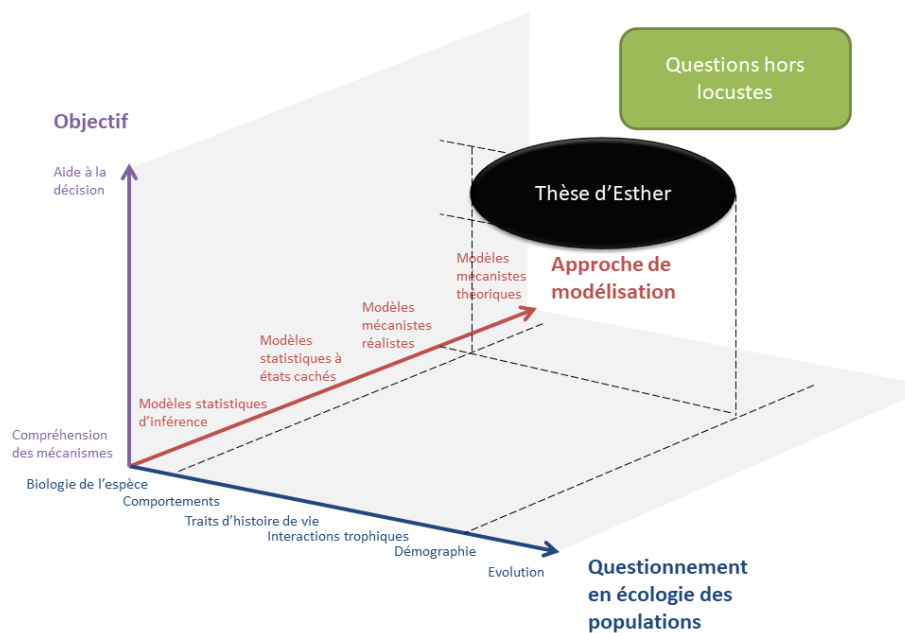 Questions hors
locustes
Objectif
Aide à la
décision
Thèse d'Esther
Modèles
mécanistes
théoriques
Approche de
modélisation
Modèles
mécanistes
réalistes
Modèles
statistiques à
états cachés
Modèles statistiques
d'inférence
Compréhension
des mécanismes
Biologie de l'espèce
Comportements
Traits d'histoire de vie
Interactions trophiques
Démographie
Evolution
Questionnement
en écologie des
populations